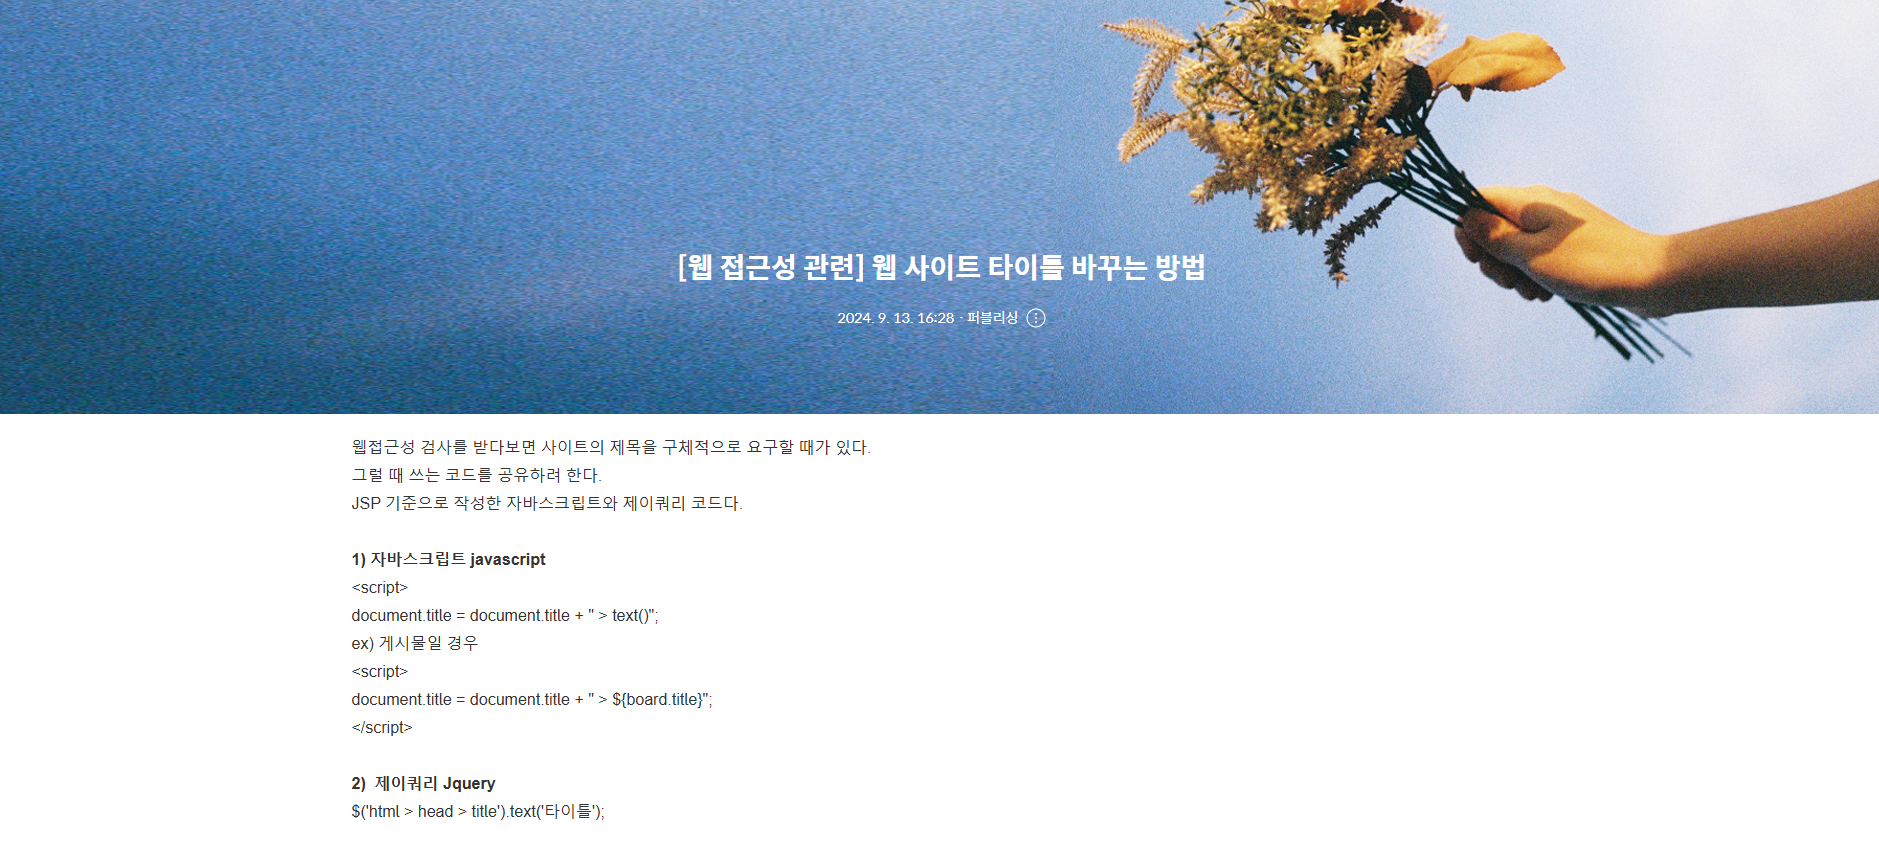 [웹 접근성 관련] 웹 사이트 타이틀 바꾸는 방법
2024. 9. 13. 16:28 · 퍼블리싱
웹접근성 검사를 받다보면 사이트의 제목을 구체적으로 요구할 때가 있다.
그럴 때 쓰는 코드를 공유하려 한다.
JSP 기준으로 작성한 자바스크립트와 제이쿼리 코드다.
1) 자바스크립트 javascript
<script>
document.title = document.title + " > text()";
ex) 게시물일 경우
<script>
document.title = document.title + " > ${board.title}";
</script>
2)  제이쿼리 Jquery
$('html > head > title').text('타이틀');